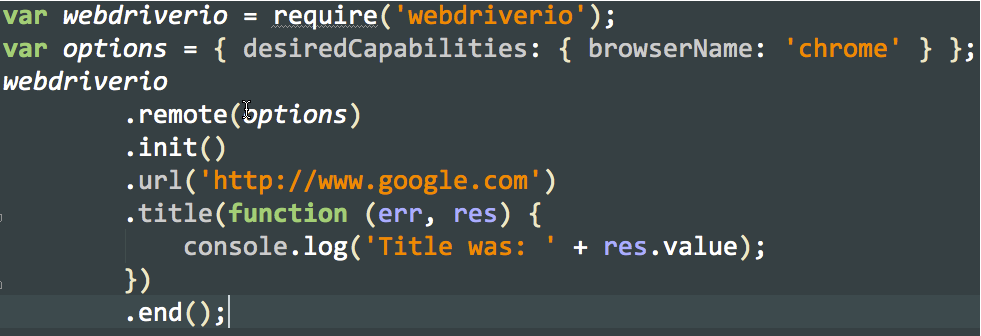 var webdriverio = require('webdriverio');
var options = { desiredCapabilities: { browserName: 'chrome' } };
webdriverio
.remote(options)
.init()
.url('http://www.google.com')
.title(function (err, res) {
console.log('Title was: ' + res.value);
})
.end();